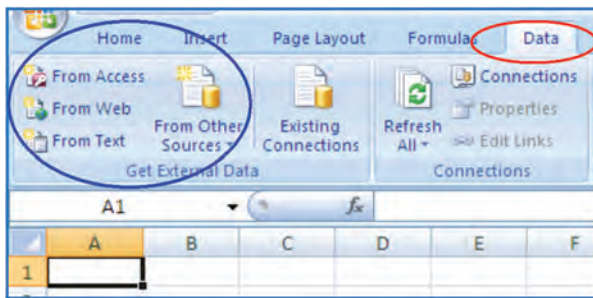 Home Insert Page Layout Formulas Data
From Access
From Web
From Text
From Other Sources
Existing Connections
Refresh All
Connections
Properties
Edit Links
Get External Data Connections
A1 fx
A B C D E F
1